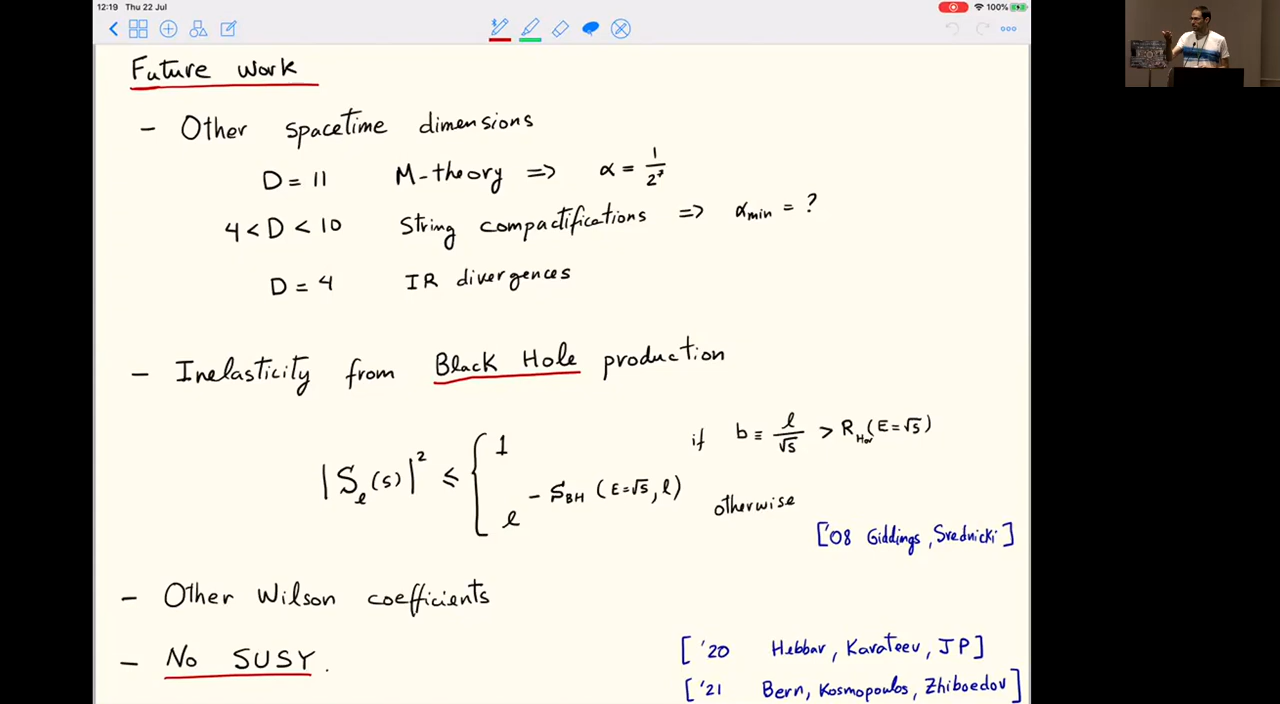 12:19 Thu 22 Jul
100%
Future work
- Other spacetime dimensions
D = 11 M-theory => α = 1/2⁷
4 < D < 10 String compactifications => αmin = ?
D = 4 IR divergences
- Inelasticity from Black Hole production
|Sℓ(s)|² ≤ { 1 if b ≡ ℓ/√s > R_Hor(E=√s)
e^{-S_BH (E=√s, ℓ)} otherwise
['08 Giddings, Srednicki]
- Other Wilson coefficients
- No SUSY.
['20 Hebbar, Karateev, JP]
['21 Bern, Kosmopoulos, Zhiboedov]